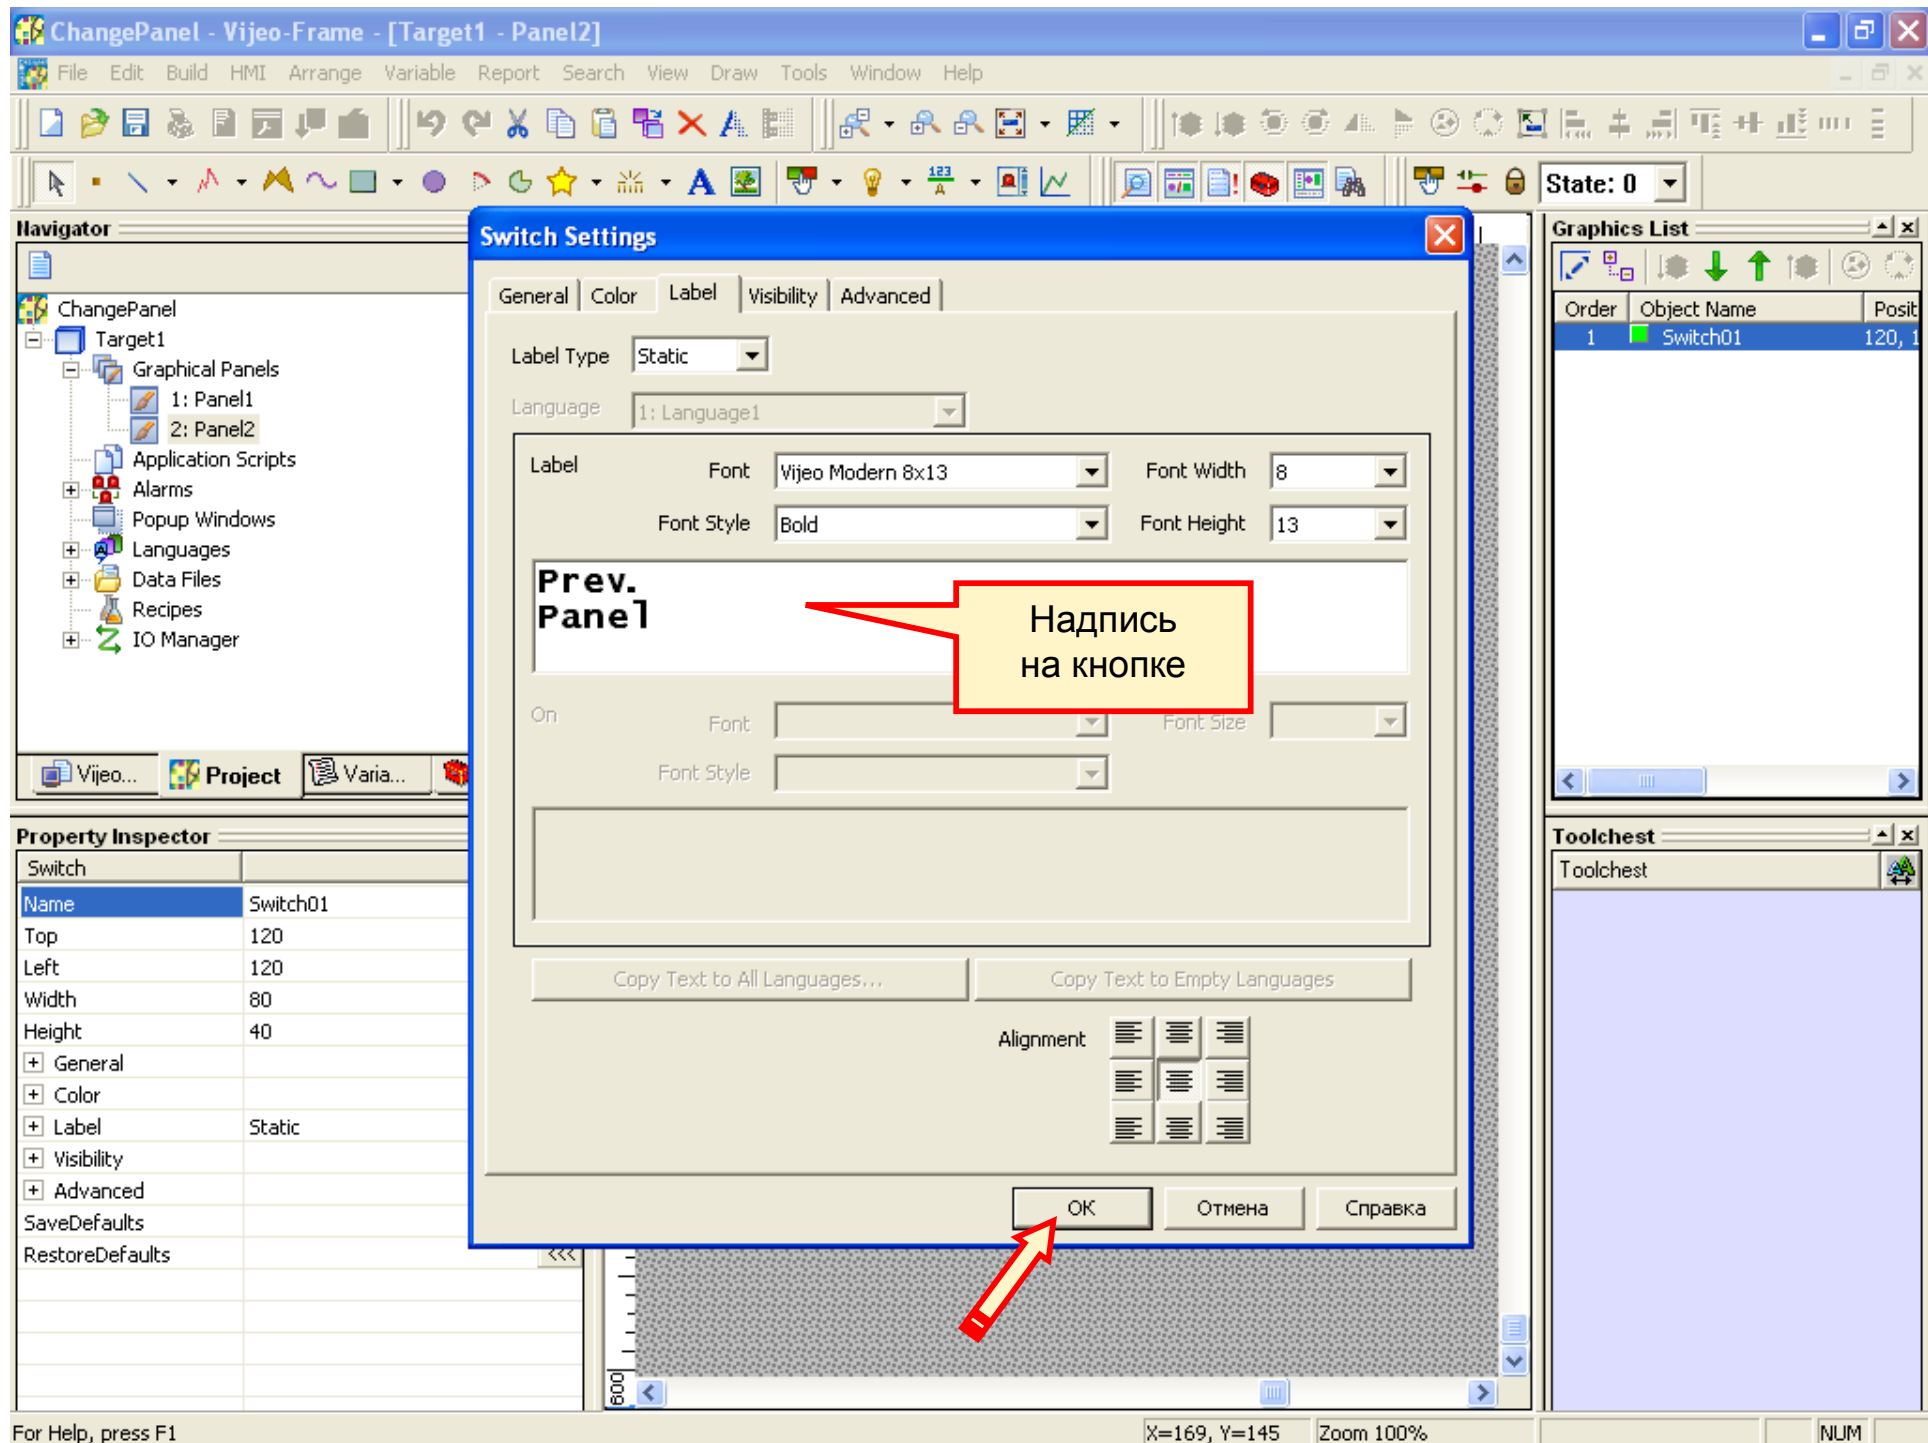 ChangePanel - Vijeo-Frame - [Target1 - Panel2]
File Edit Build HMI Arrange Variable Report Search View Draw Tools Window Help
State: 0
Navigator
ChangePanel
Target1
Graphical Panels
1: Panel1
2: Panel2
Application Scripts
Alarms
Popup Windows
Languages
Data Files
Recipes
IO Manager
Vijeo... Project Varia...
Property Inspector
Switch
Name Switch01
Top 120
Left 120
Width 80
Height 40
General
Color
Label Static
Visibility
Advanced
SaveDefaults
RestoreDefaults <<<
Switch Settings
General Color Label Visibility Advanced
Label Type Static
Language 1: Language1
Label Font Vijeo Modern 8x13 Font Width 8
Font Style Bold Font Height 13
Prev.
Panel
Надпись
на кнопке
On Font Font Size
Font Style
Copy Text to All Languages... Copy Text to Empty Languages
Alignment
OK Отмена Справка
600
Graphics List
Order Object Name Posit
1 Switch01 120, 1
Toolchest
Toolchest
For Help, press F1 X=169, Y=145 Zoom 100% NUM